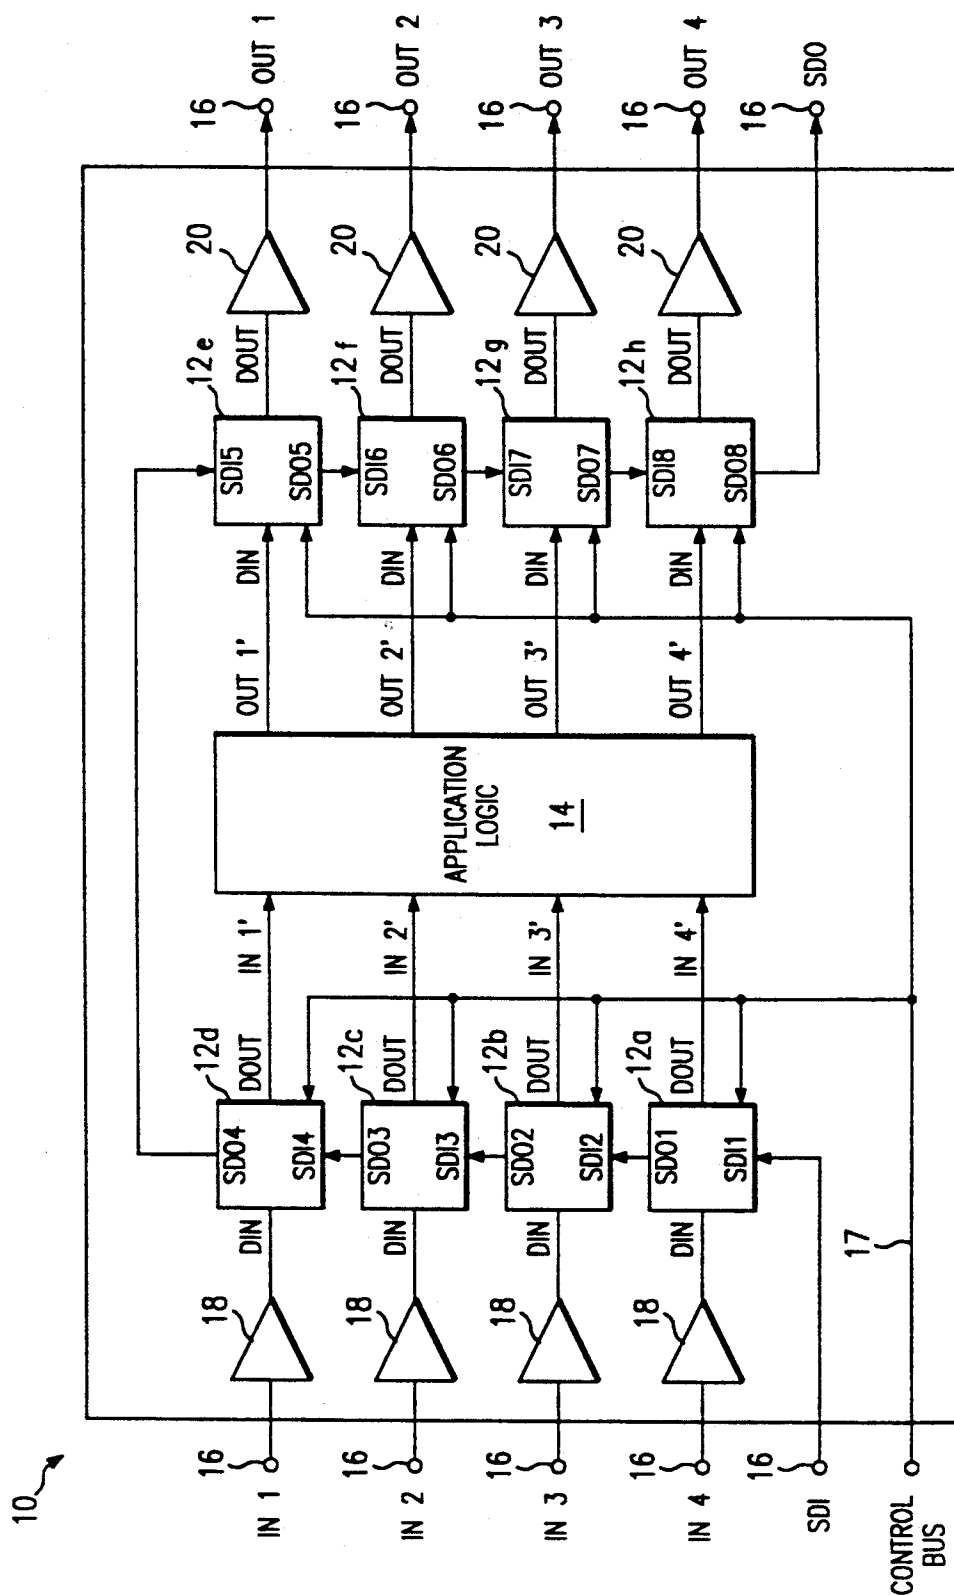 10
IN 1
16
18
DIN
12d
SDO4
SDI4
DOUT
IN 1'
OUT 1'
DIN
12e
SDI5
SDO5
DOUT
20
16
OUT 1
IN 2
16
18
DIN
12c
SDO3
SDI3
DOUT
IN 2'
OUT 2'
DIN
12f
SDI6
SDO6
DOUT
20
16
OUT 2
IN 3
16
18
DIN
12b
SDO2
SDI2
DOUT
IN 3'
OUT 3'
DIN
12g
SDI7
SDO7
DOUT
20
16
OUT 3
IN 4
16
18
DIN
12a
SDO1
SDI1
DOUT
IN 4'
OUT 4'
DIN
12h
SDI8
SDO8
DOUT
20
16
OUT 4
APPLICATION
LOGIC
14
SDI
16
16
SDO
CONTROL
BUS
17